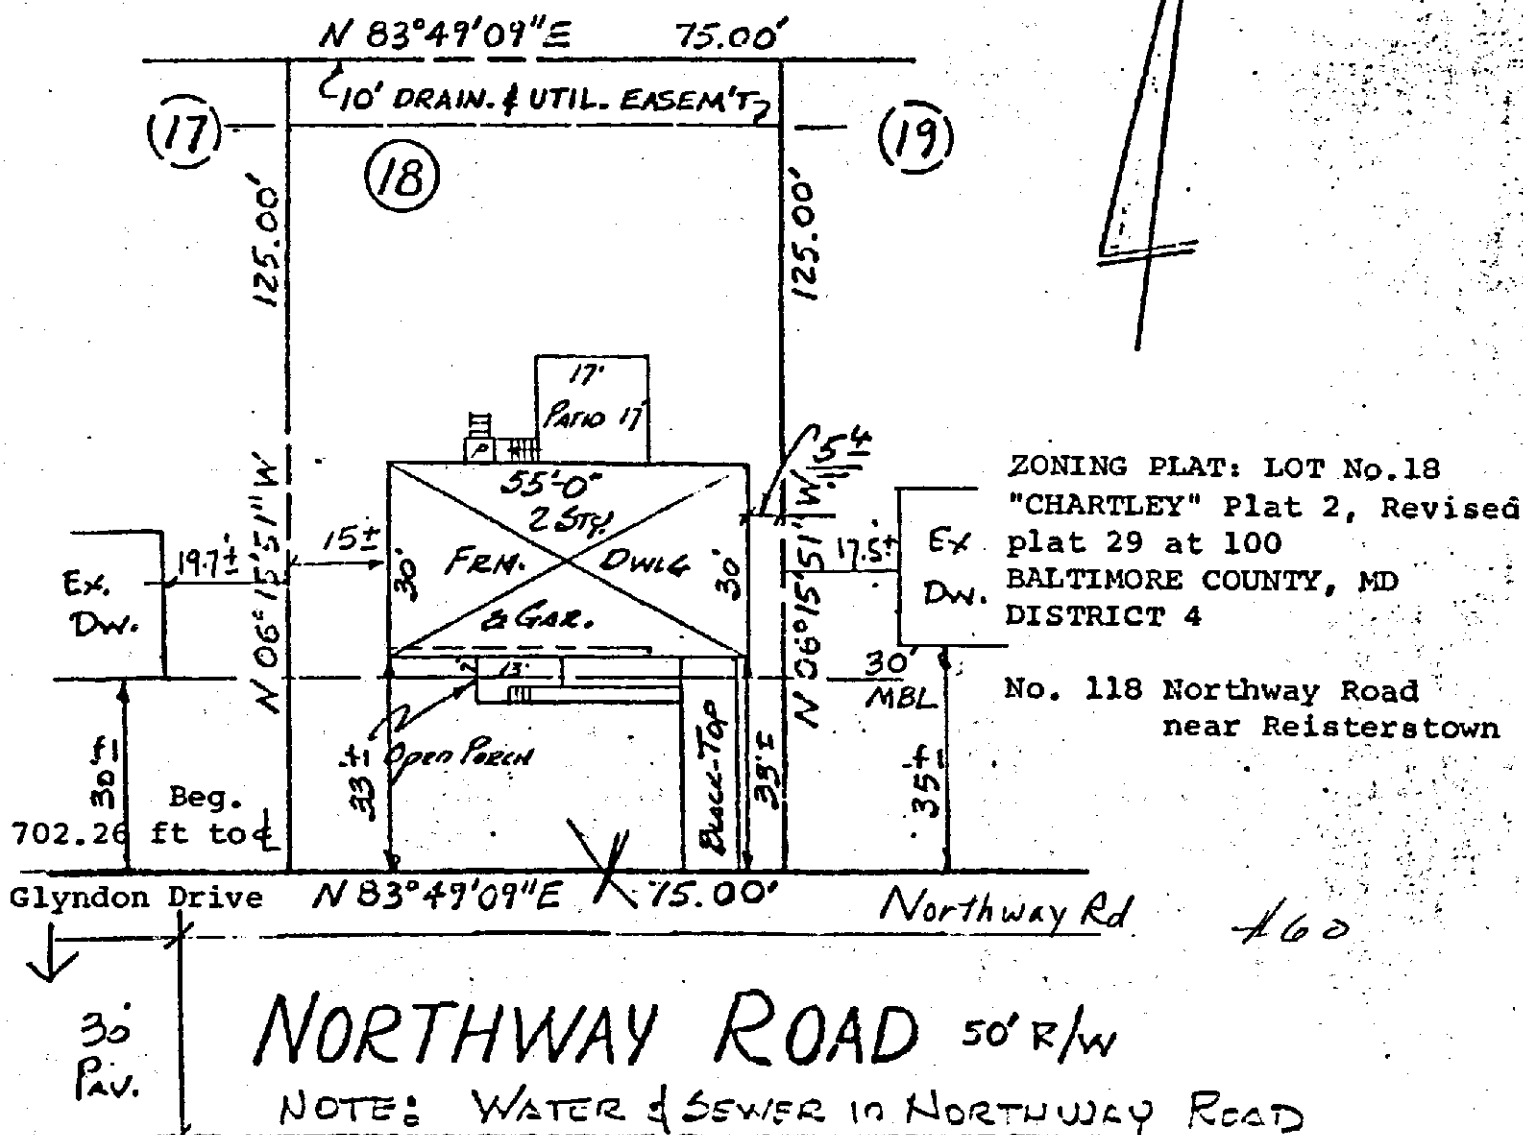 N 83°49'09"E 75.00'
10' DRAIN. & UTIL. EASEM'T
(17)
(18)
(19)
125.00'
125.00'
17'
PATIO 17'
P
55'-0"
2 STY.
FRM. DWLG
& GAR.
30'
30'
15±
5.4±
19.7±'
17.5±'
Ex.
Dw.
Ex
Dw.
N 06°15'51" W
N 06°15'51" W
ZONING PLAT: LOT No.18
"CHARTLEY" Plat 2, Revised
plat 29 at 100
BALTIMORE COUNTY, MD
DISTRICT 4
No. 118 Northway Road
near Reisterstown
7'
13'
30'
MBL
OPEN PORCH
BLACK-TOP
30'±
33'±
33'±
35'±
Beg.
702.26 ft to ℄
Glyndon Drive
N 83°49'09"E 75.00'
Northway Rd
#60
30'
PAV.
NORTHWAY ROAD 50' R/W
NOTE: WATER & SEWER in NORTHWAY ROAD